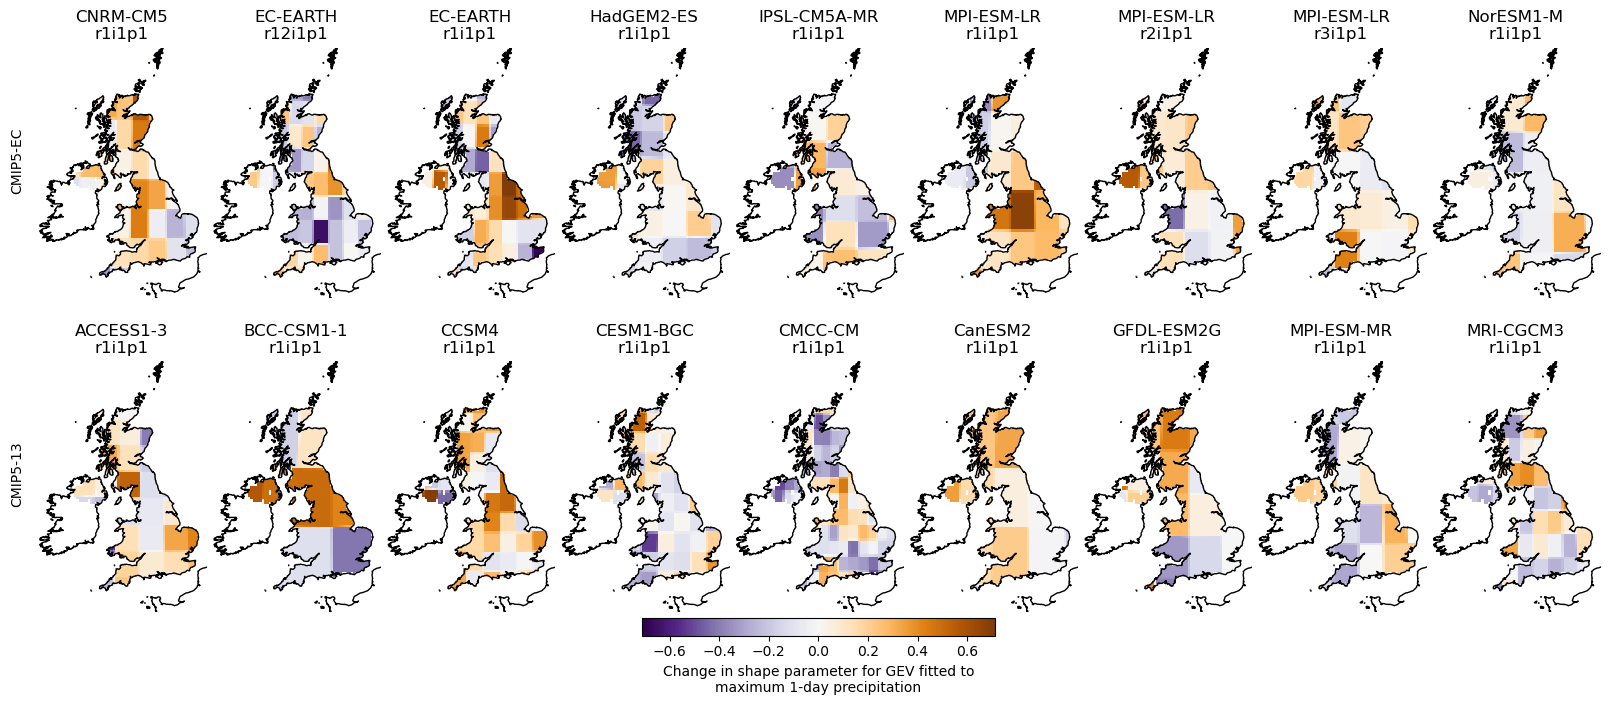 CNRM-CM5 EC-EARTH EC-EARTH HadGEM2-ES IPSL-CM5A-MR MPI-ESM-LR MPI-ESM-LR MPI-ESM-LR NorESM1-M
r1i1p1 r12i1p1 r1i1p1 r1i1p1 r1i1p1 r1i1p1 r2i1p1 r3i1p1 r1i1p1
CMIP5-EC
ACCESS1-3 BCC-CSM1-1 CCSM4 CESM1-BGC CMCC-CM CanESM2 GFDL-ESM2G MPI-ESM-MR MRI-CGCM3
r1i1p1 r1i1p1 r1i1p1 r1i1p1 r1i1p1 r1i1p1 r1i1p1 r1i1p1 r1i1p1
CMIP5-13
−0.6 −0.4 −0.2 0.0 0.2 0.4 0.6
Change in shape parameter for GEV fitted to
maximum 1-day precipitation